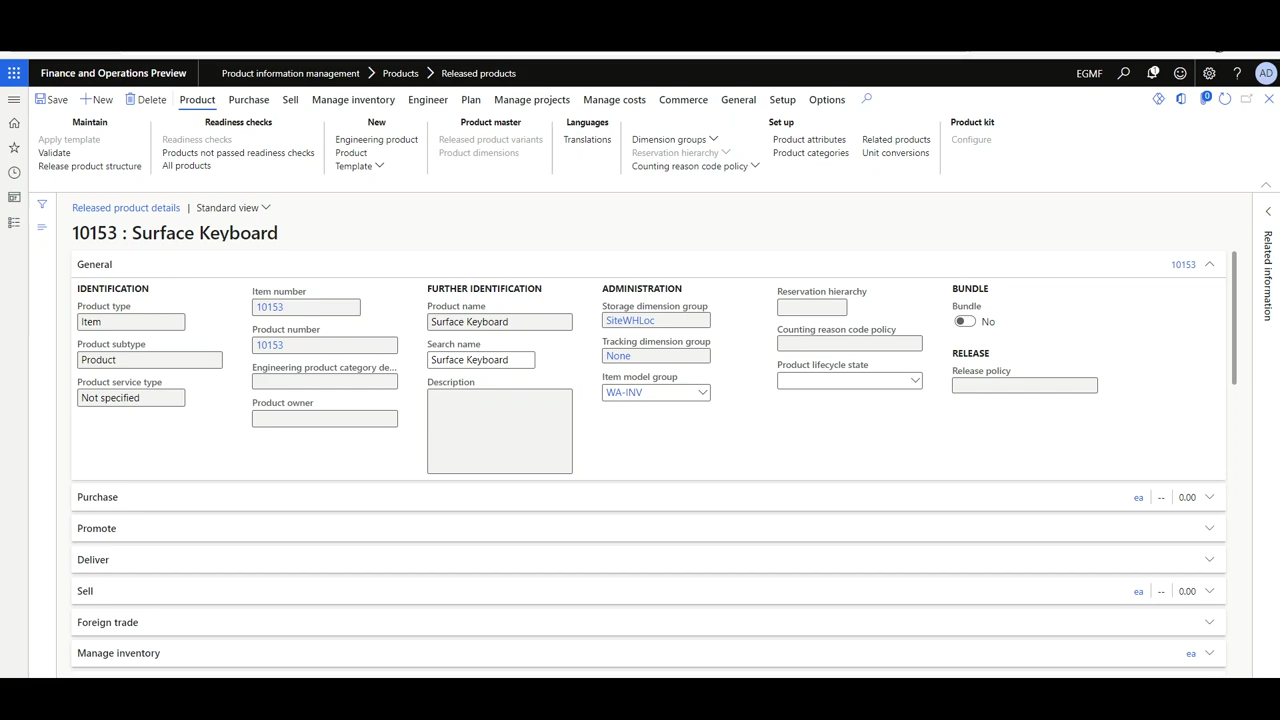 Finance and Operations Preview
Product information management
Products
Released products
EGMF
?
AD
Save
New
Delete
Product
Purchase
Sell
Manage inventory
Engineer
Plan
Manage projects
Manage costs
Commerce
General
Setup
Options
0
Maintain
Apply template
Validate
Release product structure
Readiness checks
Readiness checks
Products not passed readiness checks
All products
New
Engineering product
Product
Template
Product master
Released product variants
Product dimensions
Languages
Translations
Set up
Dimension groups
Reservation hierarchy
Counting reason code policy
Product attributes
Product categories
Related products
Unit conversions
Product kit
Configure
Released product details | Standard view
10153 : Surface Keyboard
General
10153
IDENTIFICATION
Product type
Item
Product subtype
Product
Product service type
Not specified
Item number
10153
Product number
10153
Engineering product category de...
Product owner
FURTHER IDENTIFICATION
Product name
Surface Keyboard
Search name
Surface Keyboard
Description
ADMINISTRATION
Storage dimension group
SiteWHLoc
Tracking dimension group
None
Item model group
WA-INV
Reservation hierarchy
Counting reason code policy
Product lifecycle state
BUNDLE
Bundle
No
RELEASE
Release policy
Purchase
ea | -- | 0.00
Promote
Deliver
Sell
ea | -- | 0.00
Foreign trade
Manage inventory
ea
Related information